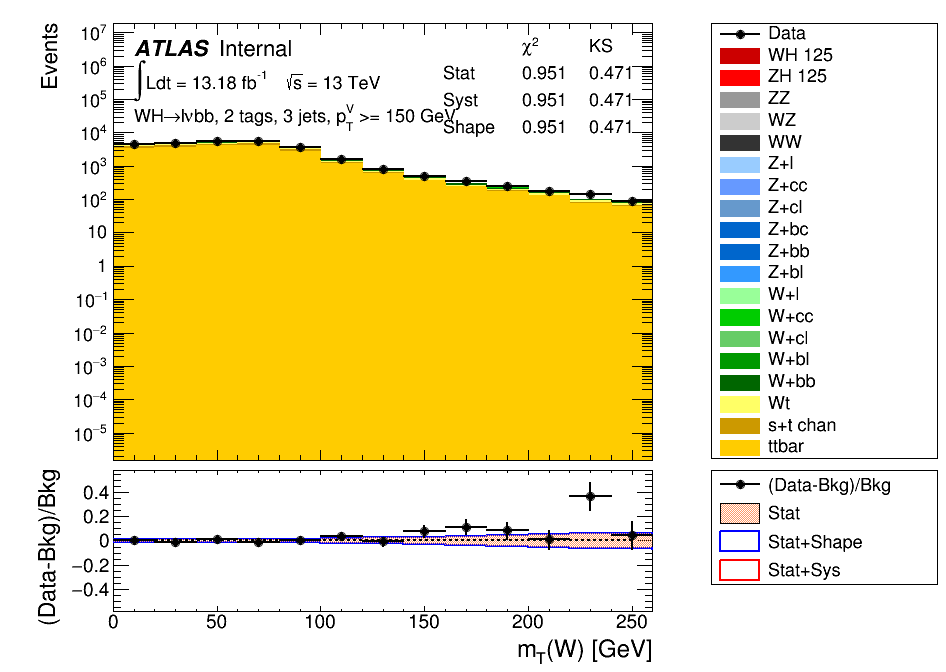 Events
10⁷
10⁶
10⁵
10⁴
10³
10²
10
1
10⁻¹
10⁻²
10⁻³
10⁻⁴
10⁻⁵
ATLAS Internal
∫Ldt = 13.18 fb⁻¹ √s = 13 TeV
WH→lνbb, 2 tags, 3 jets, p_T^V >= 150 GeV
χ² KS
Stat 0.951 0.471
Syst 0.951 0.471
Shape 0.951 0.471
Data
WH 125
ZH 125
ZZ
WZ
WW
Z+l
Z+cc
Z+cl
Z+bc
Z+bb
Z+bl
W+l
W+cc
W+cl
W+bl
W+bb
Wt
s+t chan
ttbar
(Data-Bkg)/Bkg
0.4
0.2
0
−0.2
−0.4
0 50 100 150 200 250
m_T(W) [GeV]
(Data-Bkg)/Bkg
Stat
Stat+Shape
Stat+Sys